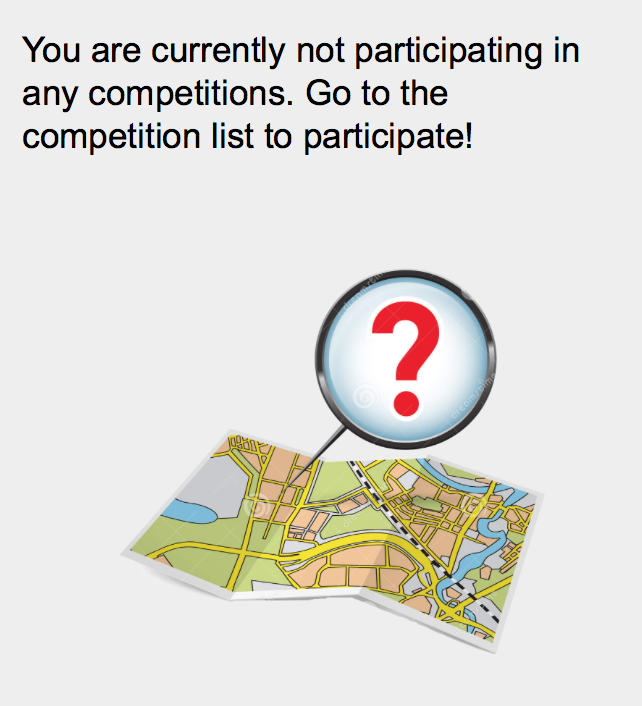 You are currently not participating in
any competitions. Go to the
competition list to participate!
?